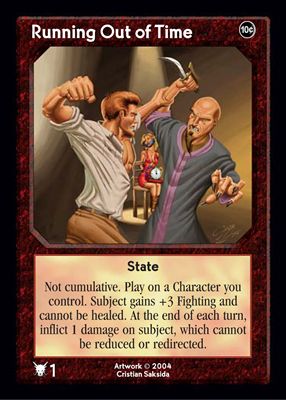 Running Out of Time
10¢
State
Not cumulative. Play on a Character you
control. Subject gains +3 Fighting and
cannot be healed. At the end of each turn,
inflict 1 damage on subject, which cannot
be reduced or redirected.
1
Artwork © 2004
Cristian Saksida